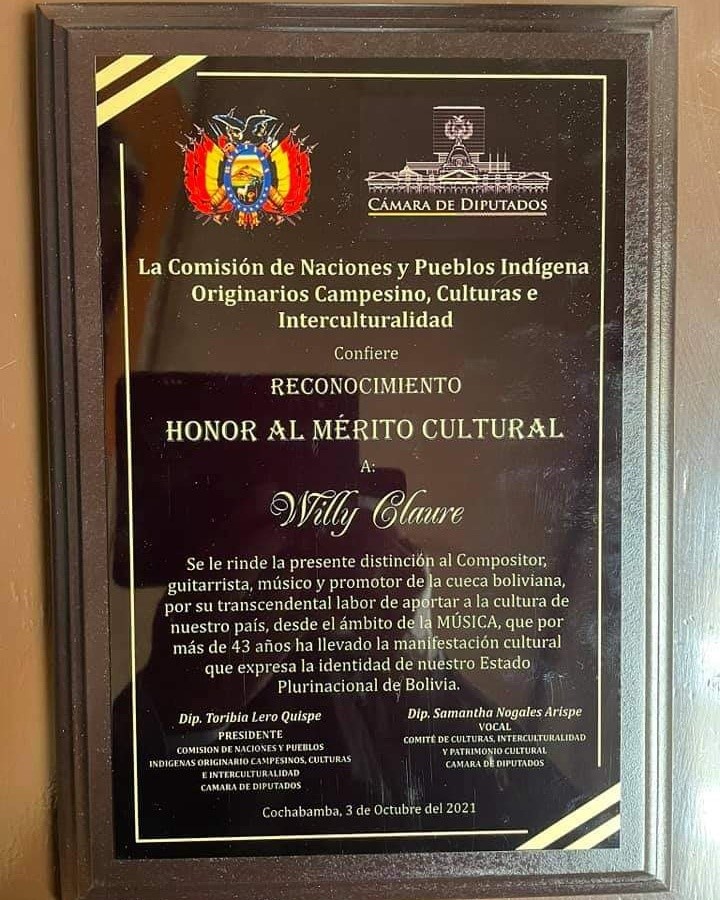 CÁMARA DE DIPUTADOS
La Comisión de Naciones y Pueblos Indígena
Originarios Campesino, Culturas e
Interculturalidad
Confiere
RECONOCIMIENTO
HONOR AL MÉRITO CULTURAL
A:
Willy Claure
Se le rinde la presente distinción al Compositor,
guitarrista, músico y promotor de la cueca boliviana,
por su transcendental labor de aportar a la cultura de
nuestro país, desde el ámbito de la MÚSICA, que por
más de 43 años ha llevado la manifestación cultural
que expresa la identidad de nuestro Estado
Plurinacional de Bolivia.
Dip. Toribia Lero Quispe
PRESIDENTE
COMISION DE NACIONES Y PUEBLOS
INDIGENAS ORIGINARIO CAMPESINOS, CULTURAS
E INTERCULTURALIDAD
CAMARA DE DIPUTADOS
Dip. Samantha Nogales Arispe
VOCAL
COMITÉ DE CULTURAS, INTERCULTURALIDAD
Y PATRIMONIO CULTURAL
CAMARA DE DIPUTADOS
Cochabamba, 3 de Octubre del 2021